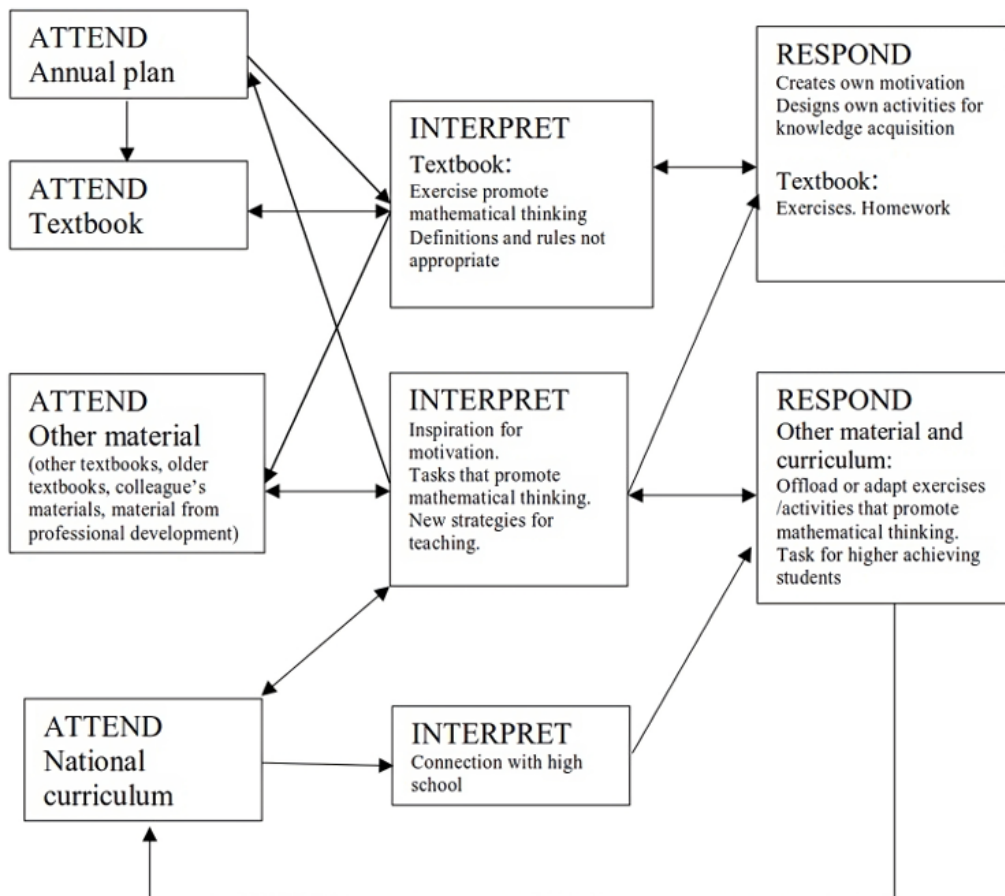 ATTEND
Annual plan
ATTEND
Textbook
INTERPRET
Textbook:
Exercise promote
mathematical thinking
Definitions and rules not
appropriate
RESPOND
Creates own motivation
Designs own activities for
knowledge acquisition
Textbook:
Exercises. Homework
ATTEND
Other material
(other textbooks, older
textbooks, colleague's
materials, material from
professional development)
INTERPRET
Inspiration for
motivation.
Tasks that promote
mathematical thinking.
New strategies for
teaching.
RESPOND
Other material and
curriculum:
Offload or adapt exercises
/activities that promote
mathematical thinking.
Task for higher achieving
students
ATTEND
National
curriculum
INTERPRET
Connection with high
school